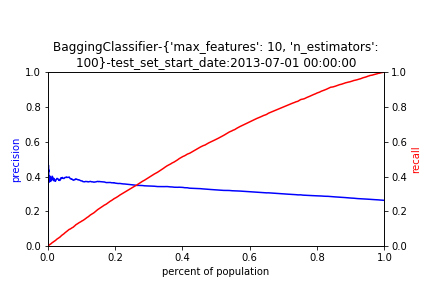 BaggingClassifier-{'max_features': 10, 'n_estimators':
100}-test_set_start_date:2013-07-01 00:00:00
1.0
0.8
0.6
0.4
0.2
0.0
precision
1.0
0.8
0.6
0.4
0.2
0.0
recall
0.0 0.2 0.4 0.6 0.8 1.0
percent of population